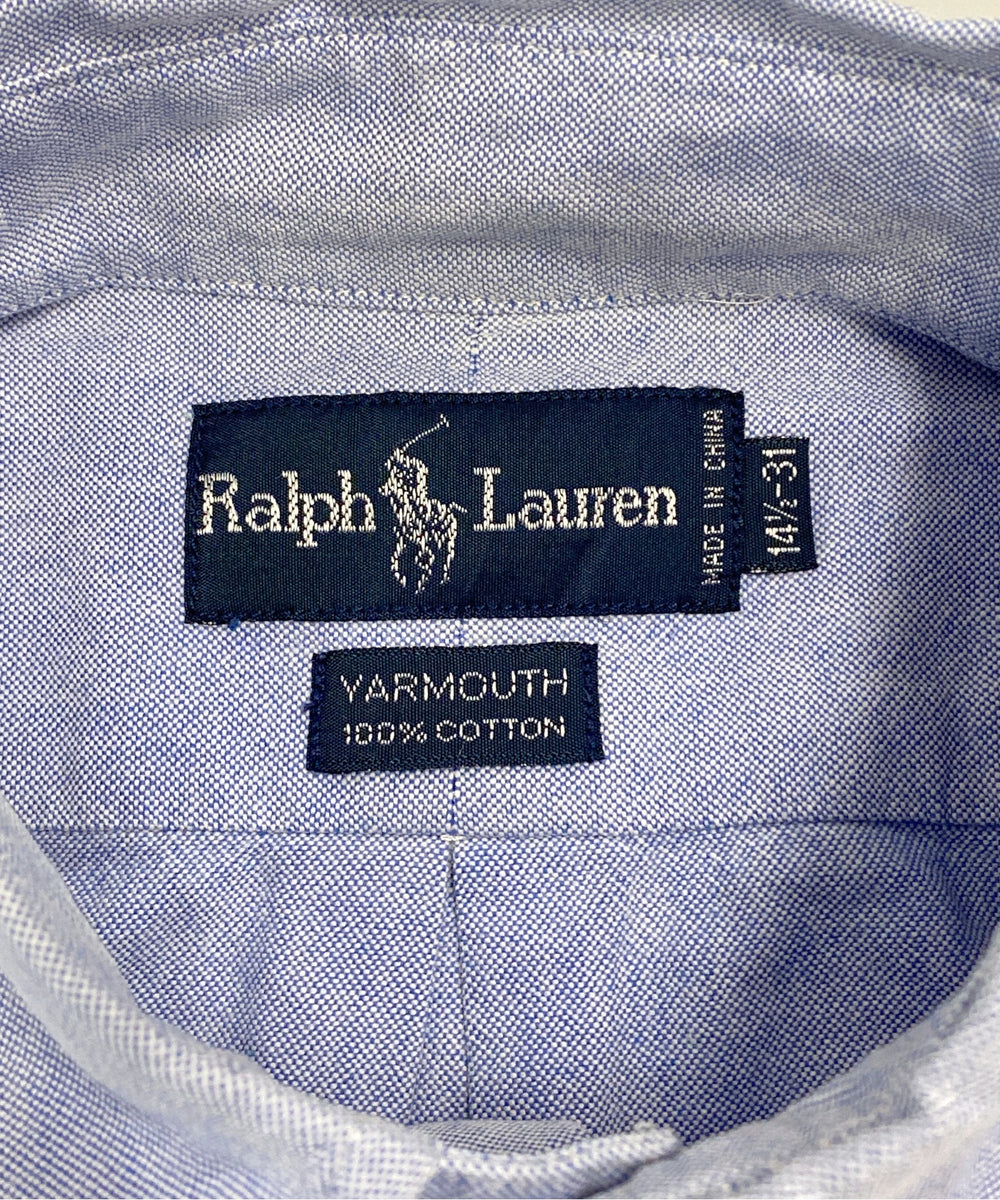 Ralph Lauren
MADE IN CHINA
14½-31
YARMOUTH
100% COTTON